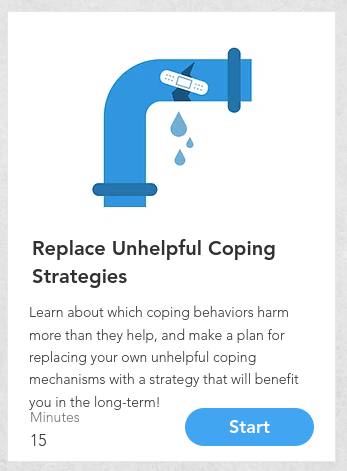 Replace Unhelpful Coping
Strategies
Learn about which coping behaviors harm
more than they help, and make a plan for
replacing your own unhelpful coping
mechanisms with a strategy that will benefit
you in the long-term!
Minutes
15
Start